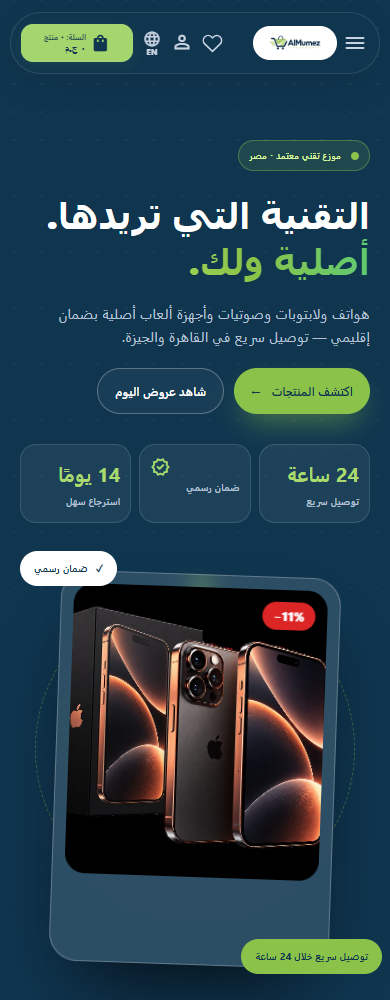 AlMumez
EN
السلة: ٠ منتج
٠ ج.م
موزع تقني معتمد · مصر
التقنية التي تريدها.
أصلية ولك.
هواتف ولابتوبات وصوتيات وأجهزة ألعاب أصلية بضمان
إقليمي — توصيل سريع في القاهرة والجيزة.
اكتشف المنتجات ←
شاهد عروض اليوم
24 ساعة
توصيل سريع
ضمان رسمي
14 يومًا
استرجاع سهل
✓ ضمان رسمي
−11%
توصيل سريع خلال 24 ساعة